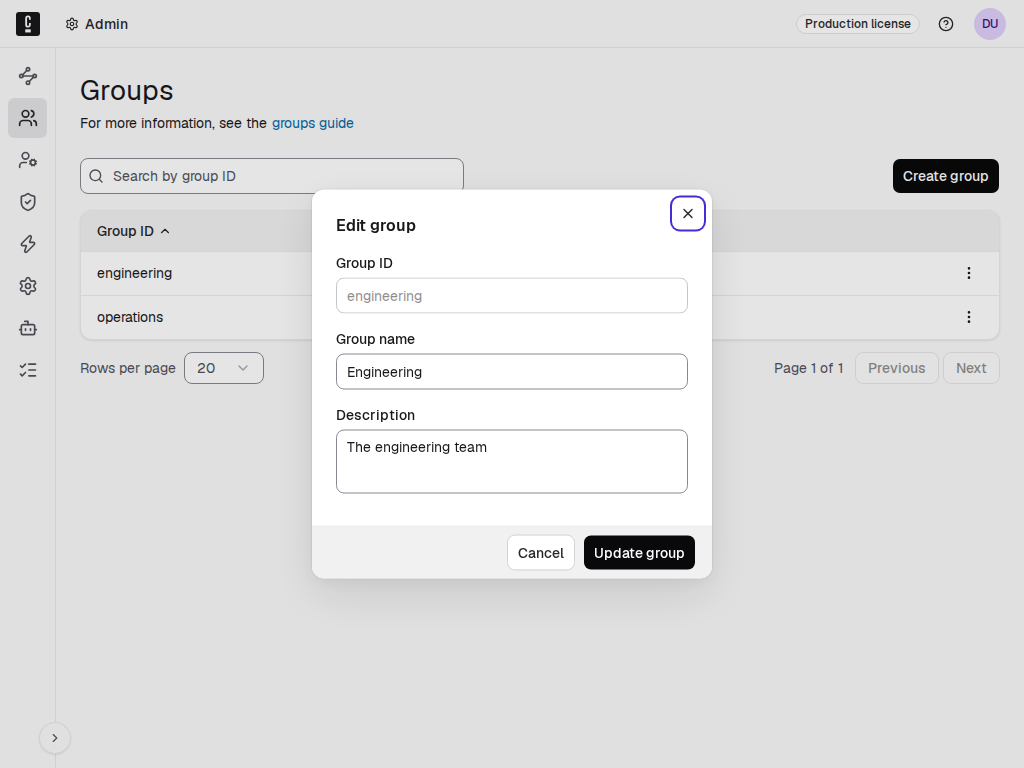 Admin
Production license
DU
Groups
For more information, see the groups guide
Search by group ID
Create group
Group ID
engineering
operations
Rows per page
20
Page 1 of 1
Previous
Next
Edit group
Group ID
engineering
Group name
Engineering
Description
The engineering team
Cancel
Update group